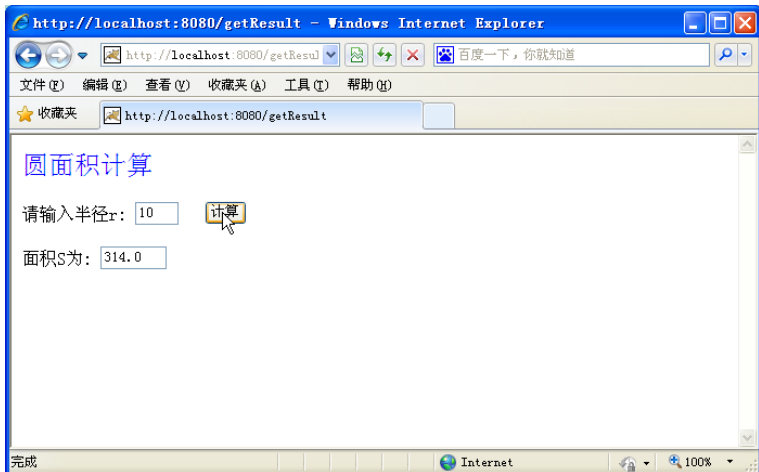 http://localhost:8080/getResult - Windows Internet Explorer
http://localhost:8080/getResul 百度一下，你就知道
文件(F) 编辑(E) 查看(V) 收藏夹(A) 工具(T) 帮助(H)
收藏夹 http://localhost:8080/getResult
圆面积计算
请输入半径r: 10 计算
面积S为: 314.0
完成 Internet 100%